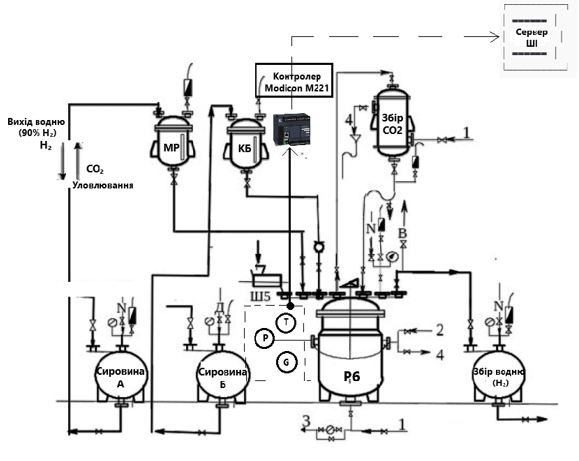 Сервер
ШІ
Контролер
Modicon M221
Вихід водню
(90% H₂)
H₂
CO₂
Уловлювання
МР
КБ
Збір
CO2
4
1
N
B
Ш5
T
P
G
Р6
2
4
3
1
N
Сировина
А
Д
Сировина
Б
N
Збір водню
(H₂)